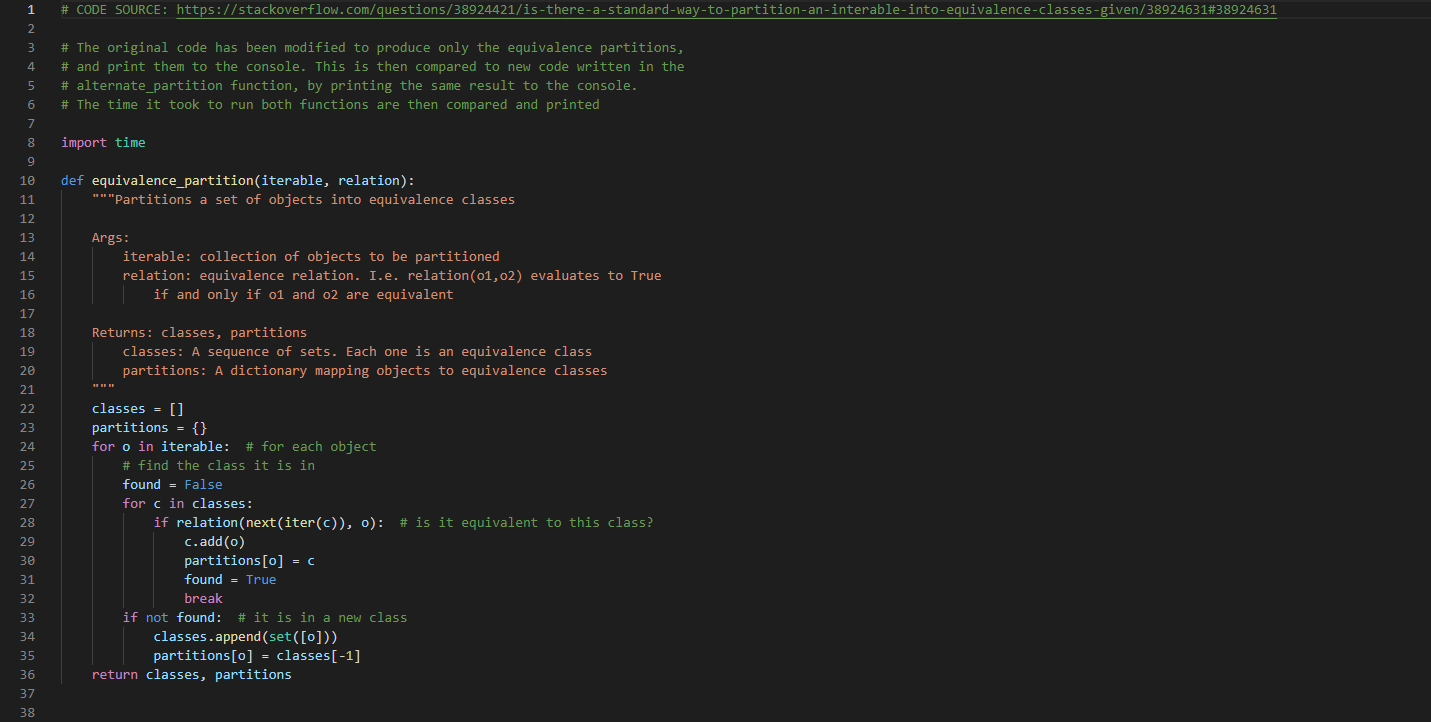 1 # CODE SOURCE: https://stackoverflow.com/questions/38924421/is-there-a-standard-way-to-partition-an-interable-into-equivalence-classes-given/38924631#38924631
2
3 # The original code has been modified to produce only the equivalence partitions,
4 # and print them to the console. This is then compared to new code written in the
5 # alternate_partition function, by printing the same result to the console.
6 # The time it took to run both functions are then compared and printed
7
8 import time
9
10 def equivalence_partition(iterable, relation):
11     """Partitions a set of objects into equivalence classes
12
13     Args:
14         iterable: collection of objects to be partitioned
15         relation: equivalence relation. I.e. relation(o1,o2) evaluates to True
16             if and only if o1 and o2 are equivalent
17
18     Returns: classes, partitions
19         classes: A sequence of sets. Each one is an equivalence class
20         partitions: A dictionary mapping objects to equivalence classes
21     """
22     classes = []
23     partitions = {}
24     for o in iterable:  # for each object
25         # find the class it is in
26         found = False
27         for c in classes:
28             if relation(next(iter(c)), o):  # is it equivalent to this class?
29                 c.add(o)
30                 partitions[o] = c
31                 found = True
32                 break
33         if not found:  # it is in a new class
34             classes.append(set([o]))
35             partitions[o] = classes[-1]
36     return classes, partitions
37
38